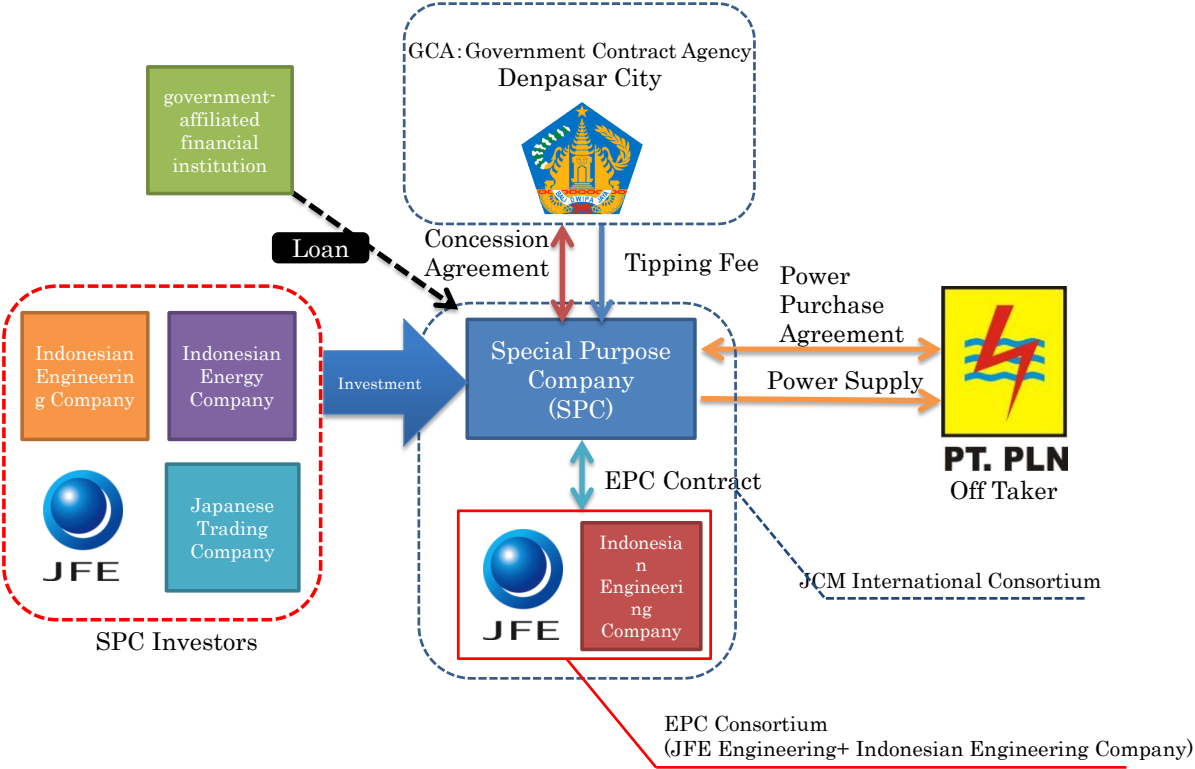 GCA:Government Contract Agency
Denpasar City
BALI DWIPA JAYA
government-
affiliated
financial
institution
Loan
Concession
Agreement
Tipping Fee
Power
Purchase
Agreement
Indonesian
Engineerin
g Company
Indonesian
Energy
Company
Investment
Special Purpose
Company
(SPC)
Power Supply
PT. PLN
Off Taker
JFE
Japanese
Trading
Company
SPC Investors
EPC Contract
JFE
Indonesia
n
Engineeri
ng
Company
JCM International Consortium
EPC Consortium
(JFE Engineering+ Indonesian Engineering Company)